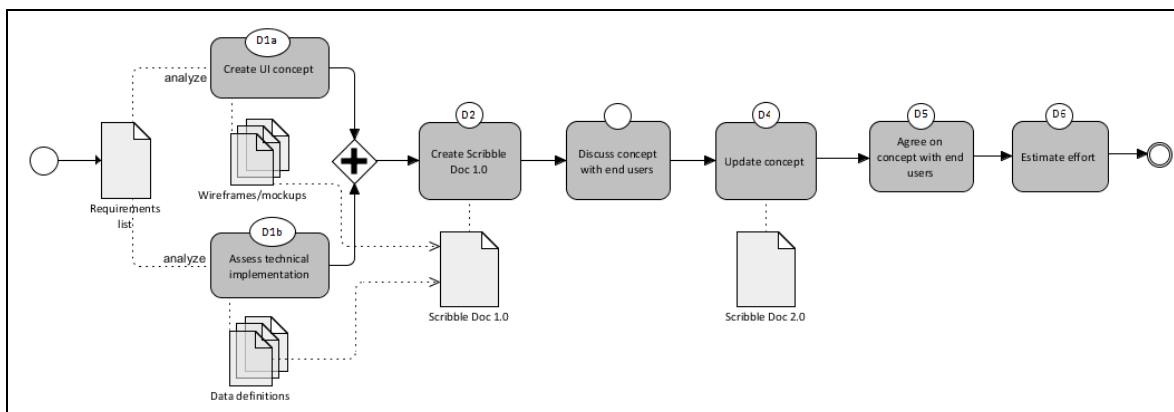 D1a
Create UI concept
analyze
Wireframes/mockups
Requirements
list
D1b
Assess technical
implementation
analyze
Data definitions
D2
Create Scribble
Doc 1.0
Scribble Doc 1.0
Discuss concept
with end users
D4
Update concept
Scribble Doc 2.0
D5
Agree on
concept with end
users
D6
Estimate effort